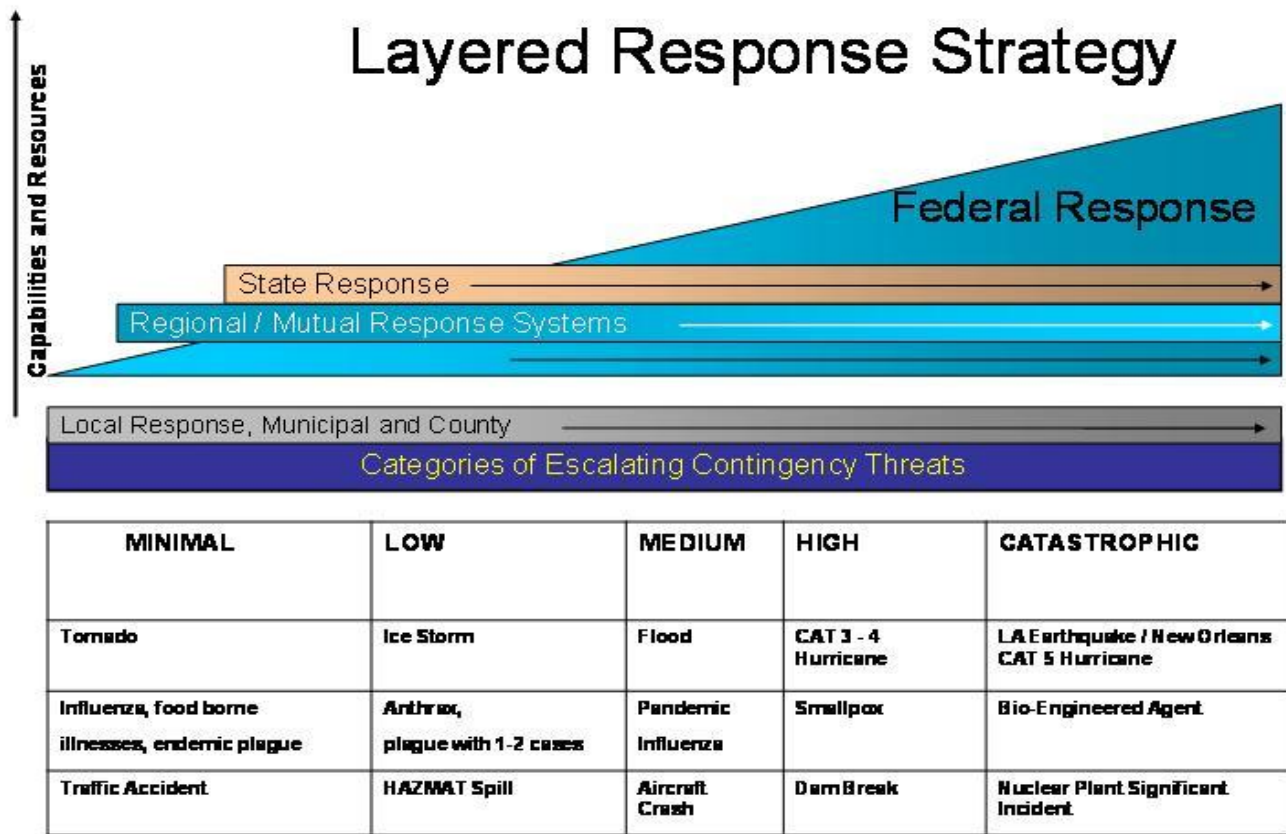 Layered Response Strategy
Capabilities and Resources
Federal Response
State Response
Regional / Mutual Response Systems
Local Response, Municipal and County
Categories of Escalating Contingency Threats
MINIMAL
LOW
MEDIUM
HIGH
CATASTROPHIC
Tornado
Ice Storm
Flood
CAT 3 - 4
Hurricane
LA Earthquake / New Orleans
CAT 5 Hurricane
Influenza, food borne
illnesses, endemic plague
Anthrax,
plague with 1-2 cases
Pandemic
Influenza
Smallpox
Bio-Engineered Agent
Traffic Accident
HAZMAT Spill
Aircraft
Crash
Dam Break
Nuclear Plant Significant
Incident